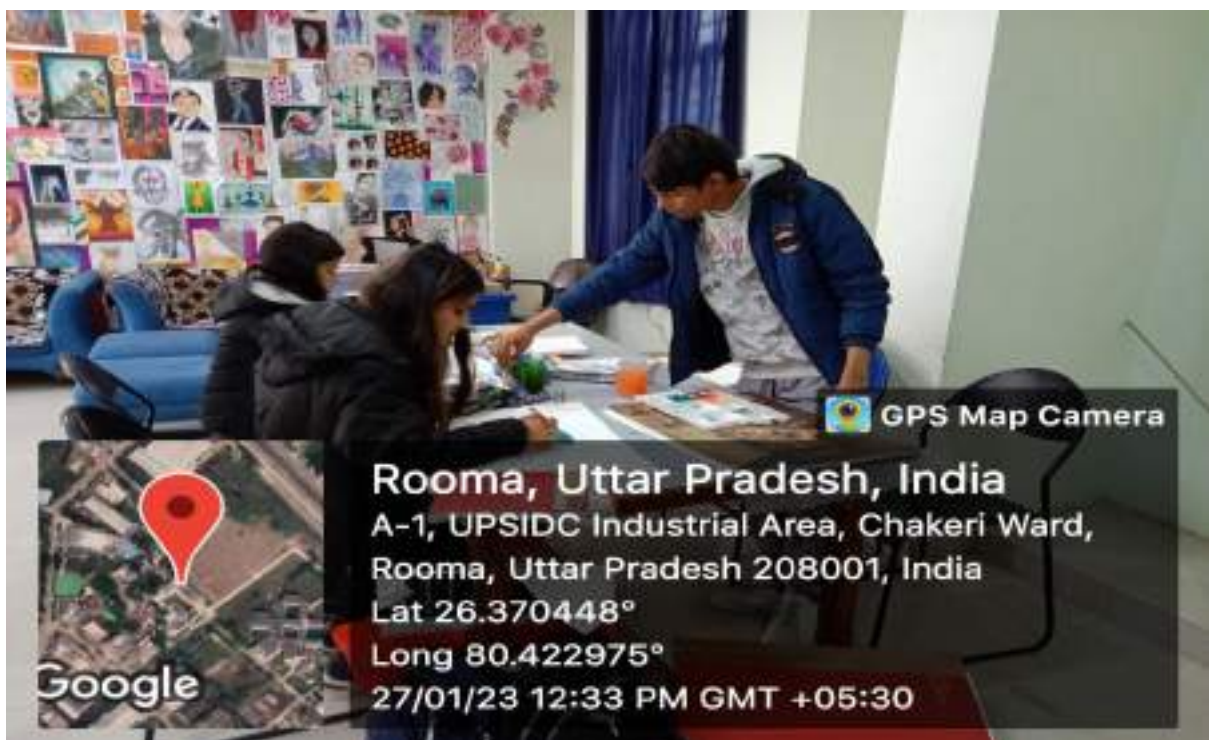 GPS Map Camera
Rooma, Uttar Pradesh, India
A-1, UPSIDC Industrial Area, Chakeri Ward,
Rooma, Uttar Pradesh 208001, India
Lat 26.370448°
Long 80.422975°
27/01/23 12:33 PM GMT +05:30
Google